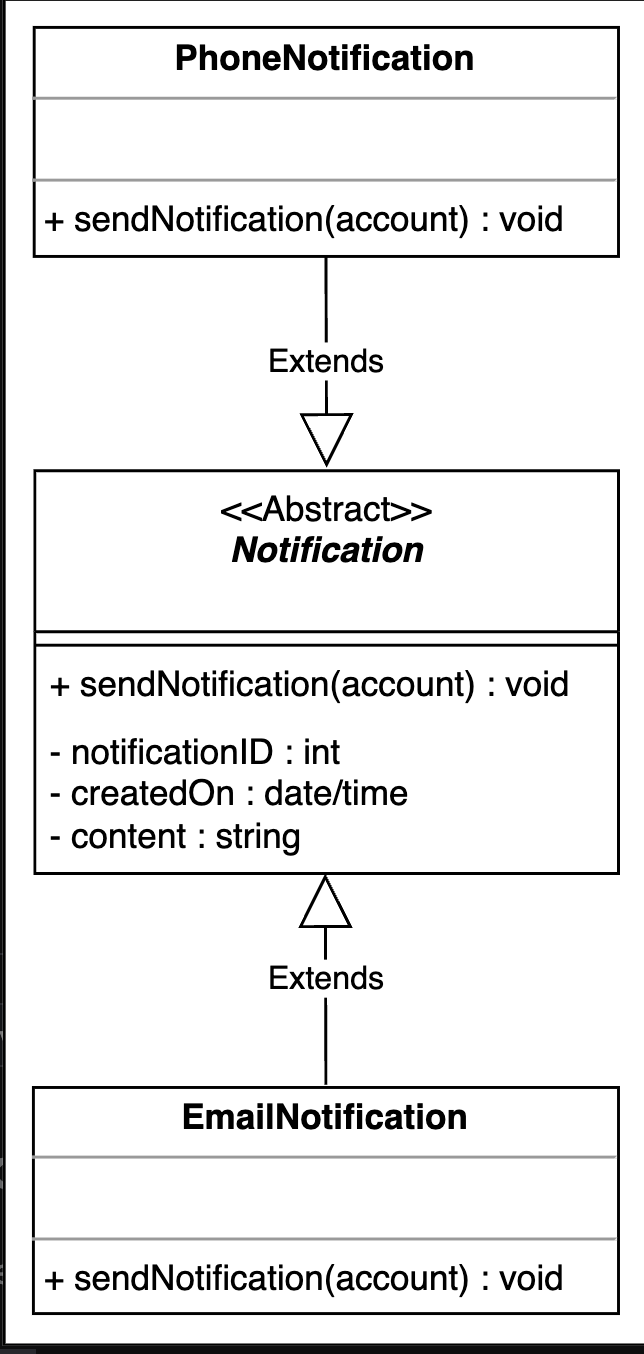 PhoneNotification
+ sendNotification(account) : void
Extends
<<Abstract>>
Notification
+ sendNotification(account) : void
- notificationID : int
- createdOn : date/time
- content : string
Extends
EmailNotification
+ sendNotification(account) : void